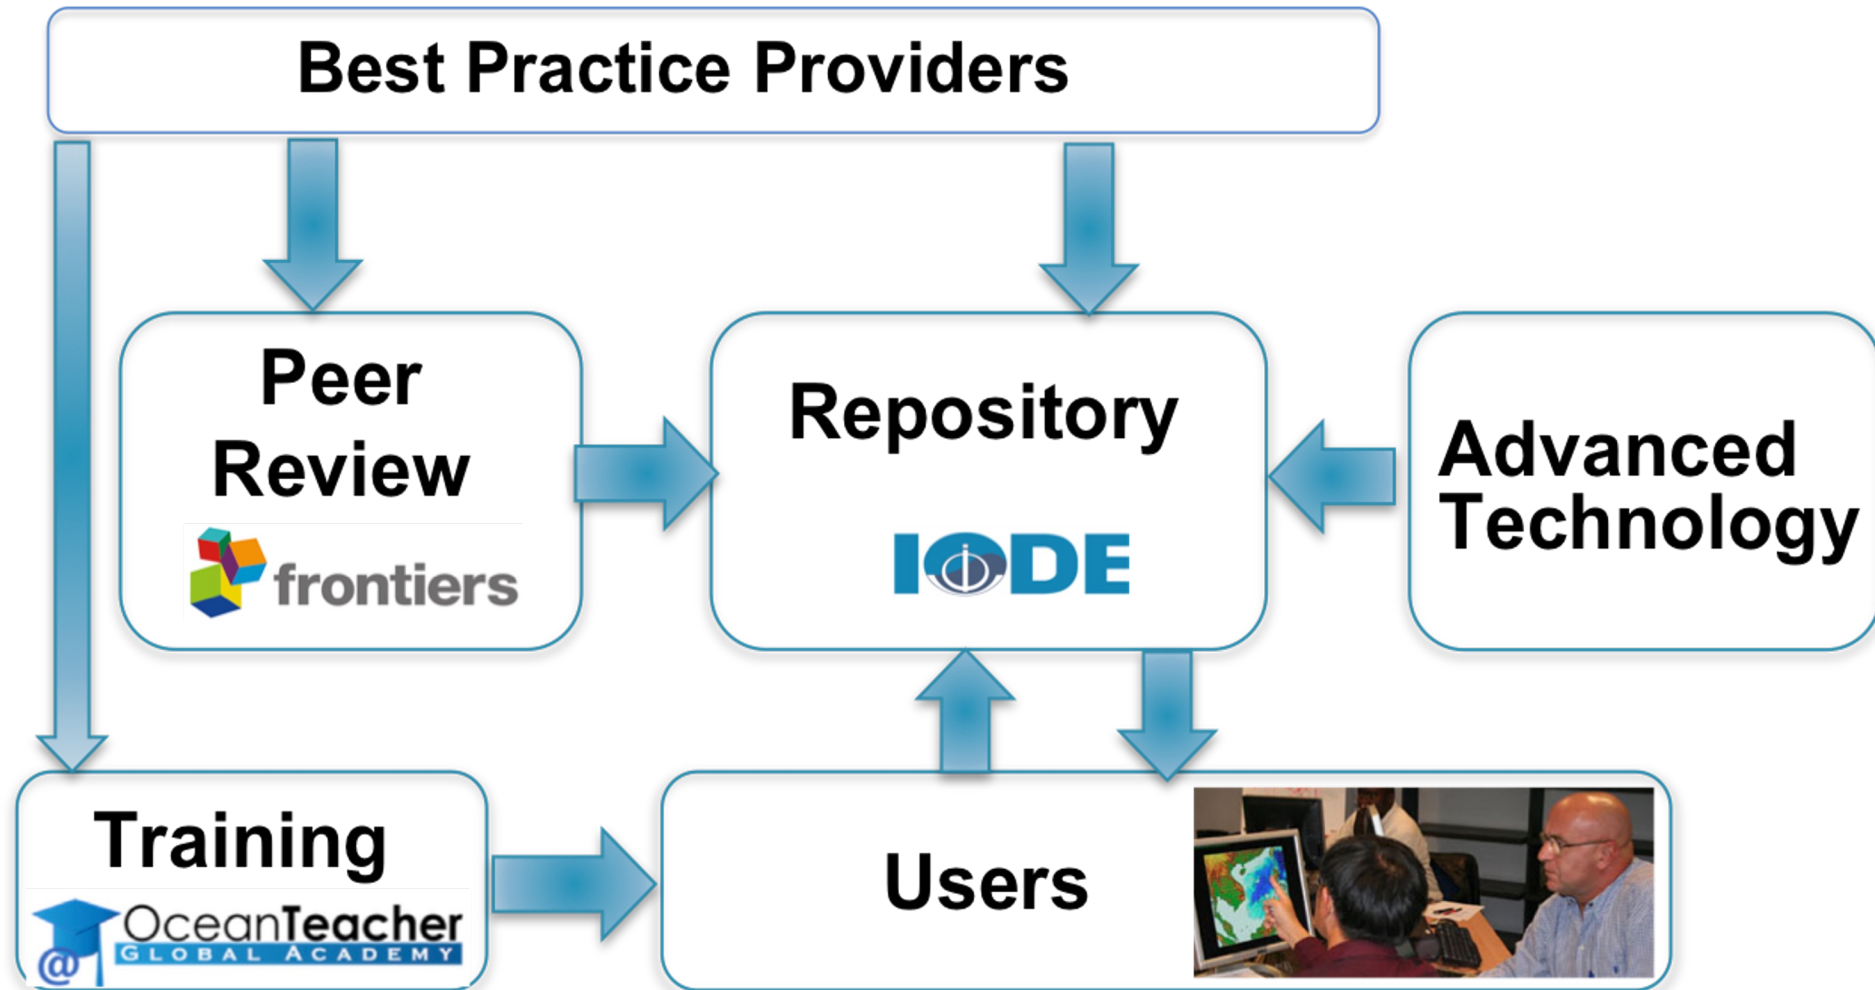 Best Practice Providers
Peer
Review
frontiers
Repository
IODE
Advanced
Technology
Training
@
OceanTeacher
GLOBAL ACADEMY
Users